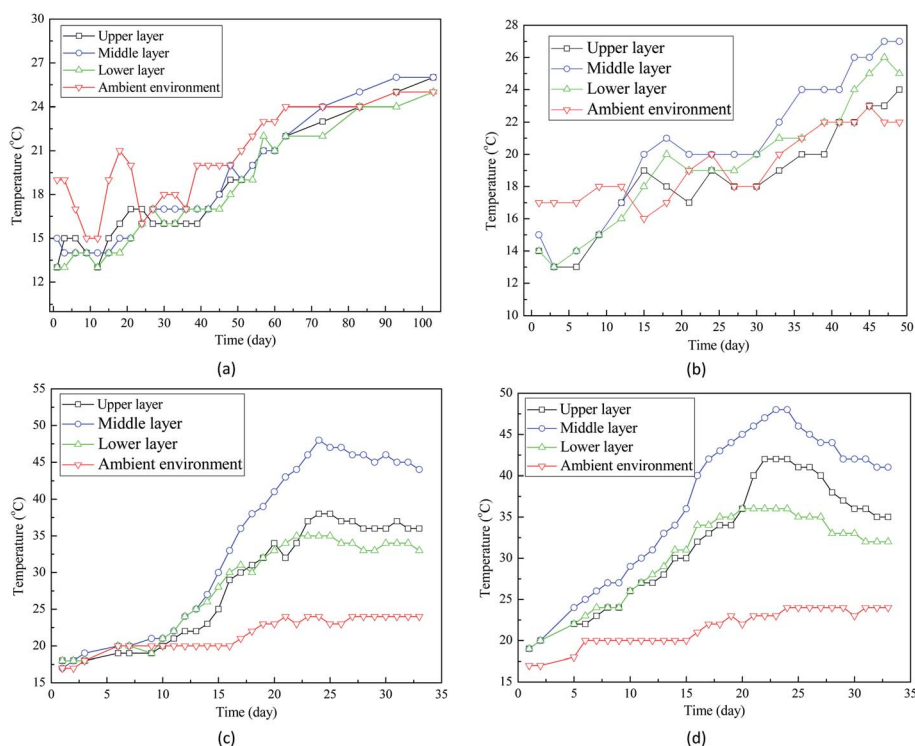 (a)
30
27
24
21
18
15
12
Temperature (°C)
Upper layer
Middle layer
Lower layer
Ambient environment
0 10 20 30 40 50 60 70 80 90 100
Time (day)
(b)
28
26
24
22
20
18
16
14
12
Temperature (°C)
Upper layer
Middle layer
Lower layer
Ambient environment
0 5 10 15 20 25 30 35 40 45 50
Time (day)
55
50
45
40
35
30
25
20
15
Temperature (°C)
Upper layer
Middle layer
Lower layer
Ambient environment
0 5 10 15 20 25 30 35
Time (day)
(c)
50
45
40
35
30
25
20
15
Temperature (°C)
Upper layer
Middle layer
Lower layer
Ambient environment
0 5 10 15 20 25 30 35
Time (day)
(d)